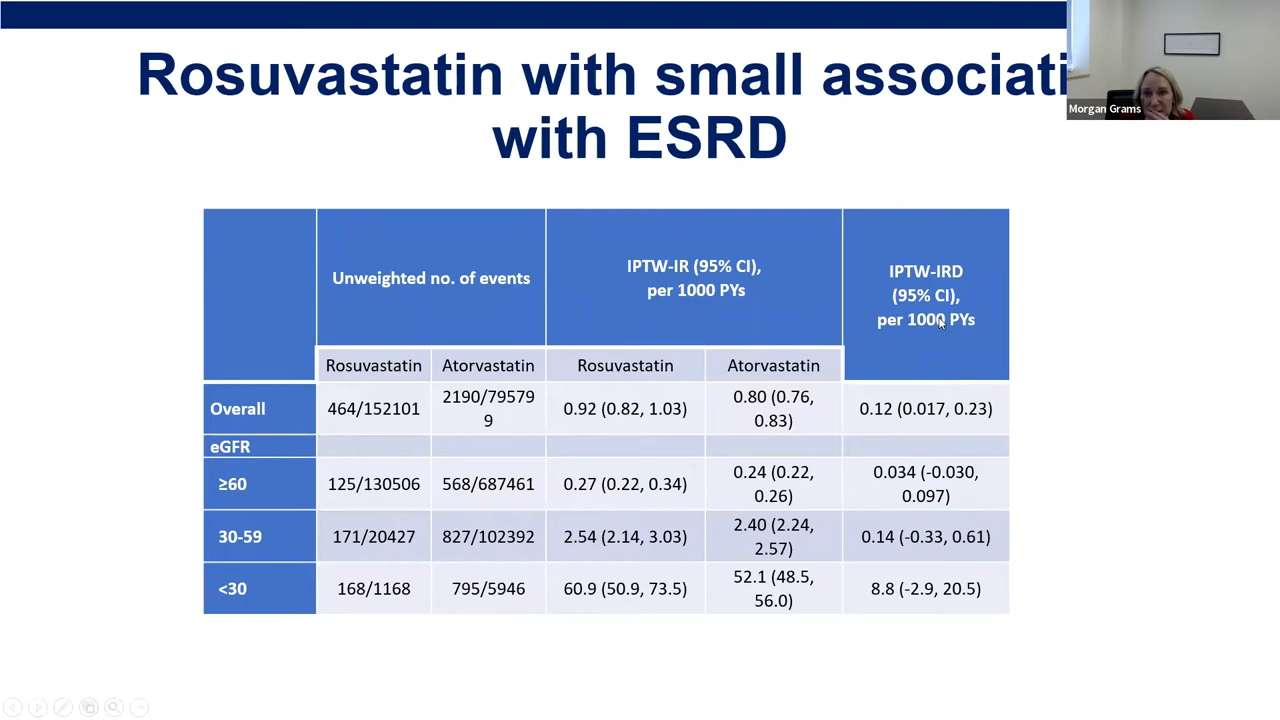 Rosuvastatin with small associati
with ESRD
Morgan Grams
Unweighted no. of events
IPTW-IR (95% CI),
per 1000 PYs
IPTW-IRD
(95% CI),
per 1000 PYs
Rosuvastatin
Atorvastatin
Rosuvastatin
Atorvastatin
Overall
464/152101
2190/79579
9
0.92 (0.82, 1.03)
0.80 (0.76,
0.83)
0.12 (0.017, 0.23)
eGFR
≥60
125/130506
568/687461
0.27 (0.22, 0.34)
0.24 (0.22,
0.26)
0.034 (-0.030,
0.097)
30-59
171/20427
827/102392
2.54 (2.14, 3.03)
2.40 (2.24,
2.57)
0.14 (-0.33, 0.61)
<30
168/1168
795/5946
60.9 (50.9, 73.5)
52.1 (48.5,
56.0)
8.8 (-2.9, 20.5)